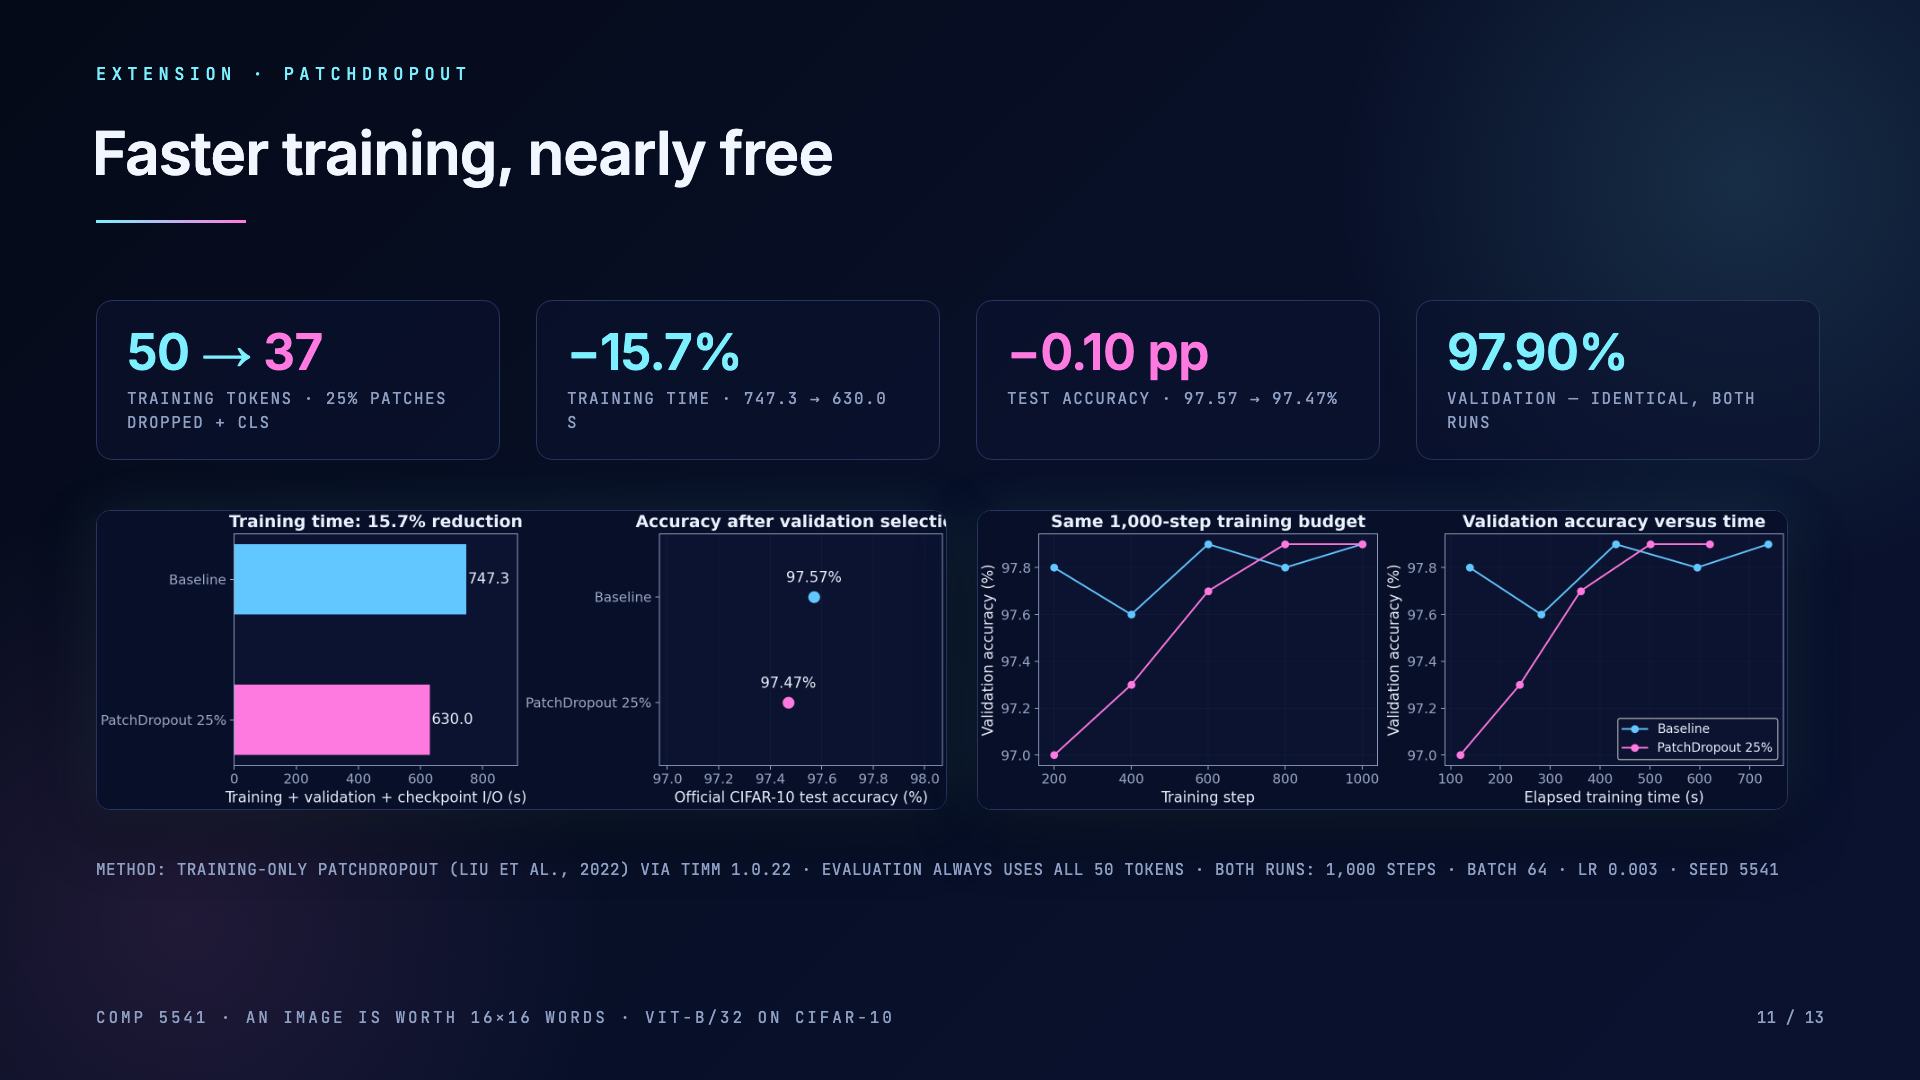 EXTENSION · PATCHDROPOUT
Faster training, nearly free
50 → 37
TRAINING TOKENS · 25% PATCHES
DROPPED + CLS
−15.7%
TRAINING TIME · 747.3 → 630.0
S
−0.10 pp
TEST ACCURACY · 97.57 → 97.47%
97.90%
VALIDATION — IDENTICAL, BOTH
RUNS
Training time: 15.7% reduction
Baseline
747.3
PatchDropout 25%
630.0
0 200 400 600 800
Training + validation + checkpoint I/O (s)
Accuracy after validation selecti
97.57%
Baseline
97.47%
PatchDropout 25%
97.0 97.2 97.4 97.6 97.8 98.0
Official CIFAR-10 test accuracy (%)
Same 1,000-step training budget
Validation accuracy (%)
97.8
97.6
97.4
97.2
97.0
200 400 600 800 1000
Training step
Validation accuracy versus time
Validation accuracy (%)
97.8
97.6
97.4
97.2
97.0
Baseline
PatchDropout 25%
100 200 300 400 500 600 700
Elapsed training time (s)
METHOD: TRAINING-ONLY PATCHDROPOUT (LIU ET AL., 2022) VIA TIMM 1.0.22 · EVALUATION ALWAYS USES ALL 50 TOKENS · BOTH RUNS: 1,000 STEPS · BATCH 64 · LR 0.003 · SEED 5541
COMP 5541 · AN IMAGE IS WORTH 16×16 WORDS · VIT-B/32 ON CIFAR-10
11 / 13